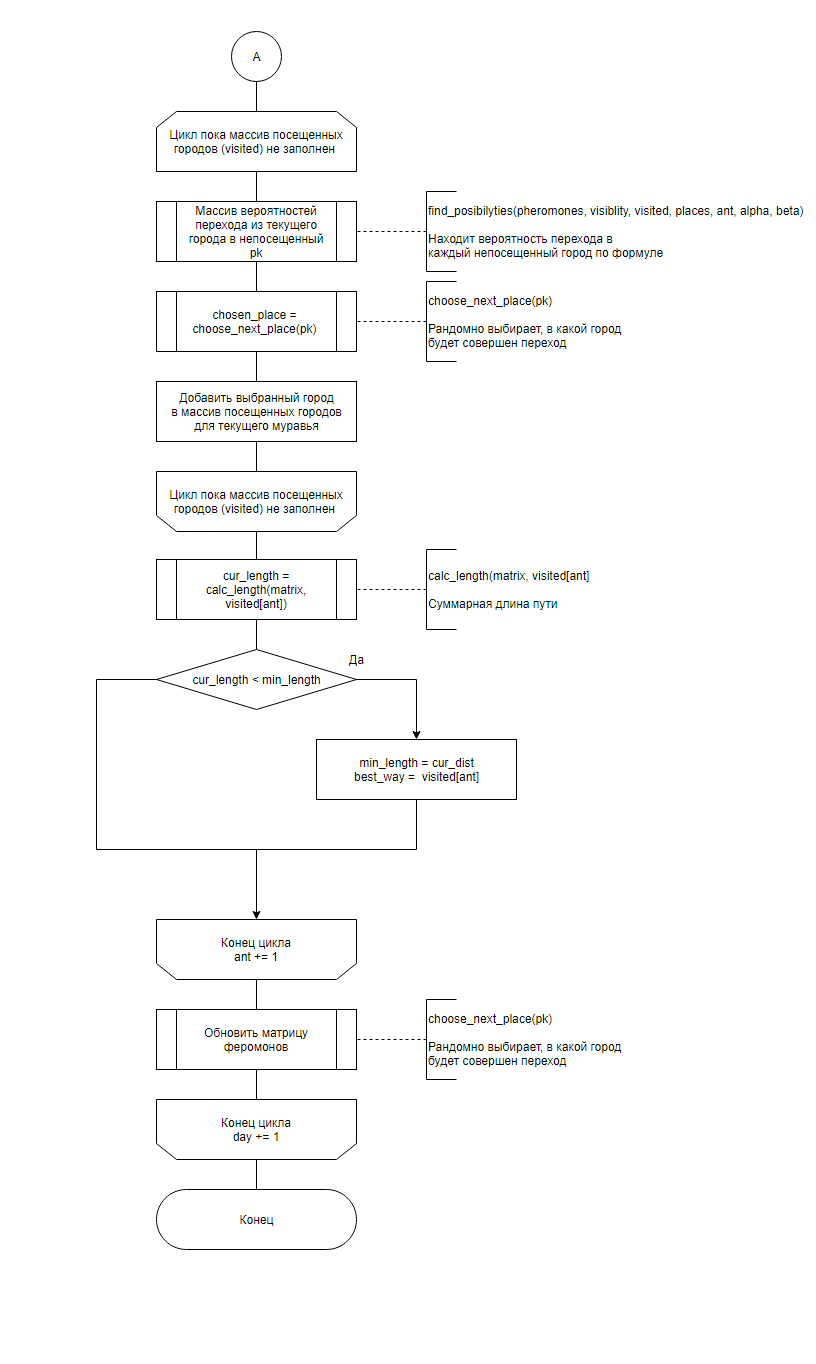 A
Цикл пока массив посещенных
городов (visited) не заполнен
Массив вероятностей
перехода из текущего
города в непосещенный
pk
find_posibilyties(pheromones, visiblity, visited, places, ant, alpha, beta)
Находит вероятность перехода в
каждый непосещенный город по формуле
chosen_place =
choose_next_place(pk)
choose_next_place(pk)
Рандомно выбирает, в какой город
будет совершен переход
Добавить выбранный город
в массив посещенных городов
для текущего муравья
Цикл пока массив посещенных
городов (visited) не заполнен
cur_length =
calc_length(matrix,
visited[ant])
calc_length(matrix, visited[ant]
Суммарная длина пути
Да
cur_length < min_length
min_length = cur_dist
best_way = visited[ant]
Конец цикла
ant += 1
Обновить матрицу
феромонов
choose_next_place(pk)
Рандомно выбирает, в какой город
будет совершен переход
Конец цикла
day += 1
Конец